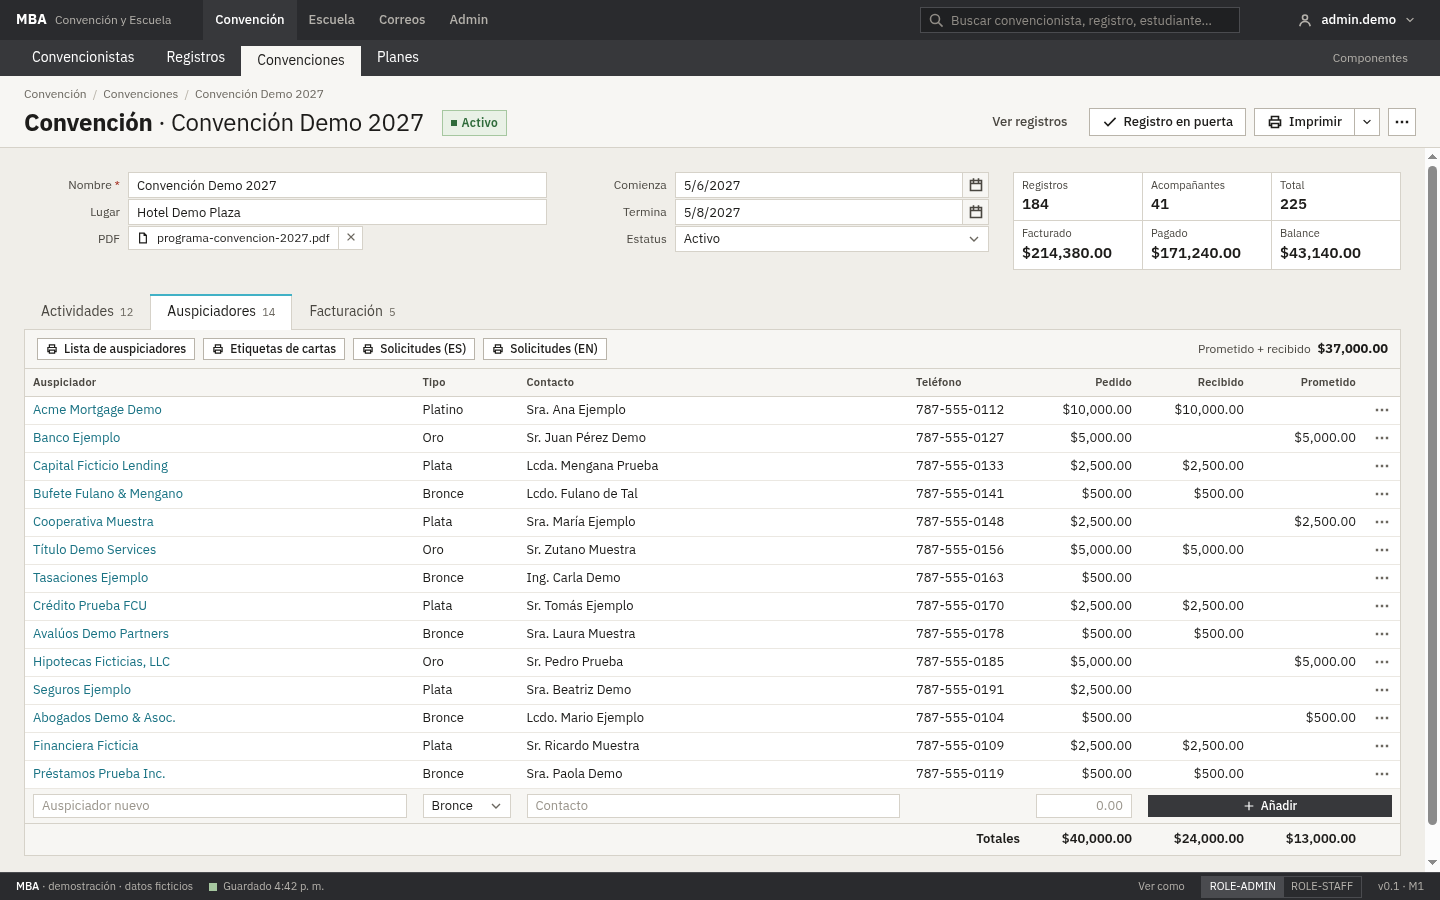 MBA Convención y Escuela Convención Escuela Correos Admin Buscar convencionista, registro, estudiante... admin.demo
Convencionistas Registros Convenciones Planes Componentes
Convención / Convenciones / Convención Demo 2027
Convención · Convención Demo 2027 Activo Ver registros Registro en puerta Imprimir
Nombre * Convención Demo 2027 Comienza 5/6/2027
Lugar Hotel Demo Plaza Termina 5/8/2027
PDF programa-convencion-2027.pdf Estatus Activo
Registros Acompañantes Total
184 41 225
Facturado Pagado Balance
$214,380.00 $171,240.00 $43,140.00
Actividades 12 Auspiciadores 14 Facturación 5
Lista de auspiciadores Etiquetas de cartas Solicitudes (ES) Solicitudes (EN) Prometido + recibido $37,000.00
Auspiciador Tipo Contacto Teléfono Pedido Recibido Prometido
Acme Mortgage Demo Platino Sra. Ana Ejemplo 787-555-0112 $10,000.00 $10,000.00
Banco Ejemplo Oro Sr. Juan Pérez Demo 787-555-0127 $5,000.00 $5,000.00
Capital Ficticio Lending Plata Lcda. Mengana Prueba 787-555-0133 $2,500.00 $2,500.00
Bufete Fulano & Mengano Bronce Lcdo. Fulano de Tal 787-555-0141 $500.00 $500.00
Cooperativa Muestra Plata Sra. María Ejemplo 787-555-0148 $2,500.00 $2,500.00
Título Demo Services Oro Sr. Zutano Muestra 787-555-0156 $5,000.00 $5,000.00
Tasaciones Ejemplo Bronce Ing. Carla Demo 787-555-0163 $500.00
Crédito Prueba FCU Plata Sr. Tomás Ejemplo 787-555-0170 $2,500.00 $2,500.00
Avalúos Demo Partners Bronce Sra. Laura Muestra 787-555-0178 $500.00 $500.00
Hipotecas Ficticias, LLC Oro Sr. Pedro Prueba 787-555-0185 $5,000.00 $5,000.00
Seguros Ejemplo Plata Sra. Beatriz Demo 787-555-0191 $2,500.00
Abogados Demo & Asoc. Bronce Lcdo. Mario Ejemplo 787-555-0104 $500.00 $500.00
Financiera Ficticia Plata Sr. Ricardo Muestra 787-555-0109 $2,500.00 $2,500.00
Préstamos Prueba Inc. Bronce Sra. Paola Demo 787-555-0119 $500.00 $500.00
Auspiciador nuevo Bronce Contacto 0.00 + Añadir
Totales $40,000.00 $24,000.00 $13,000.00
MBA · demostración · datos ficticios Guardado 4:42 p. m. Ver como ROLE-ADMIN ROLE-STAFF v0.1 · M1